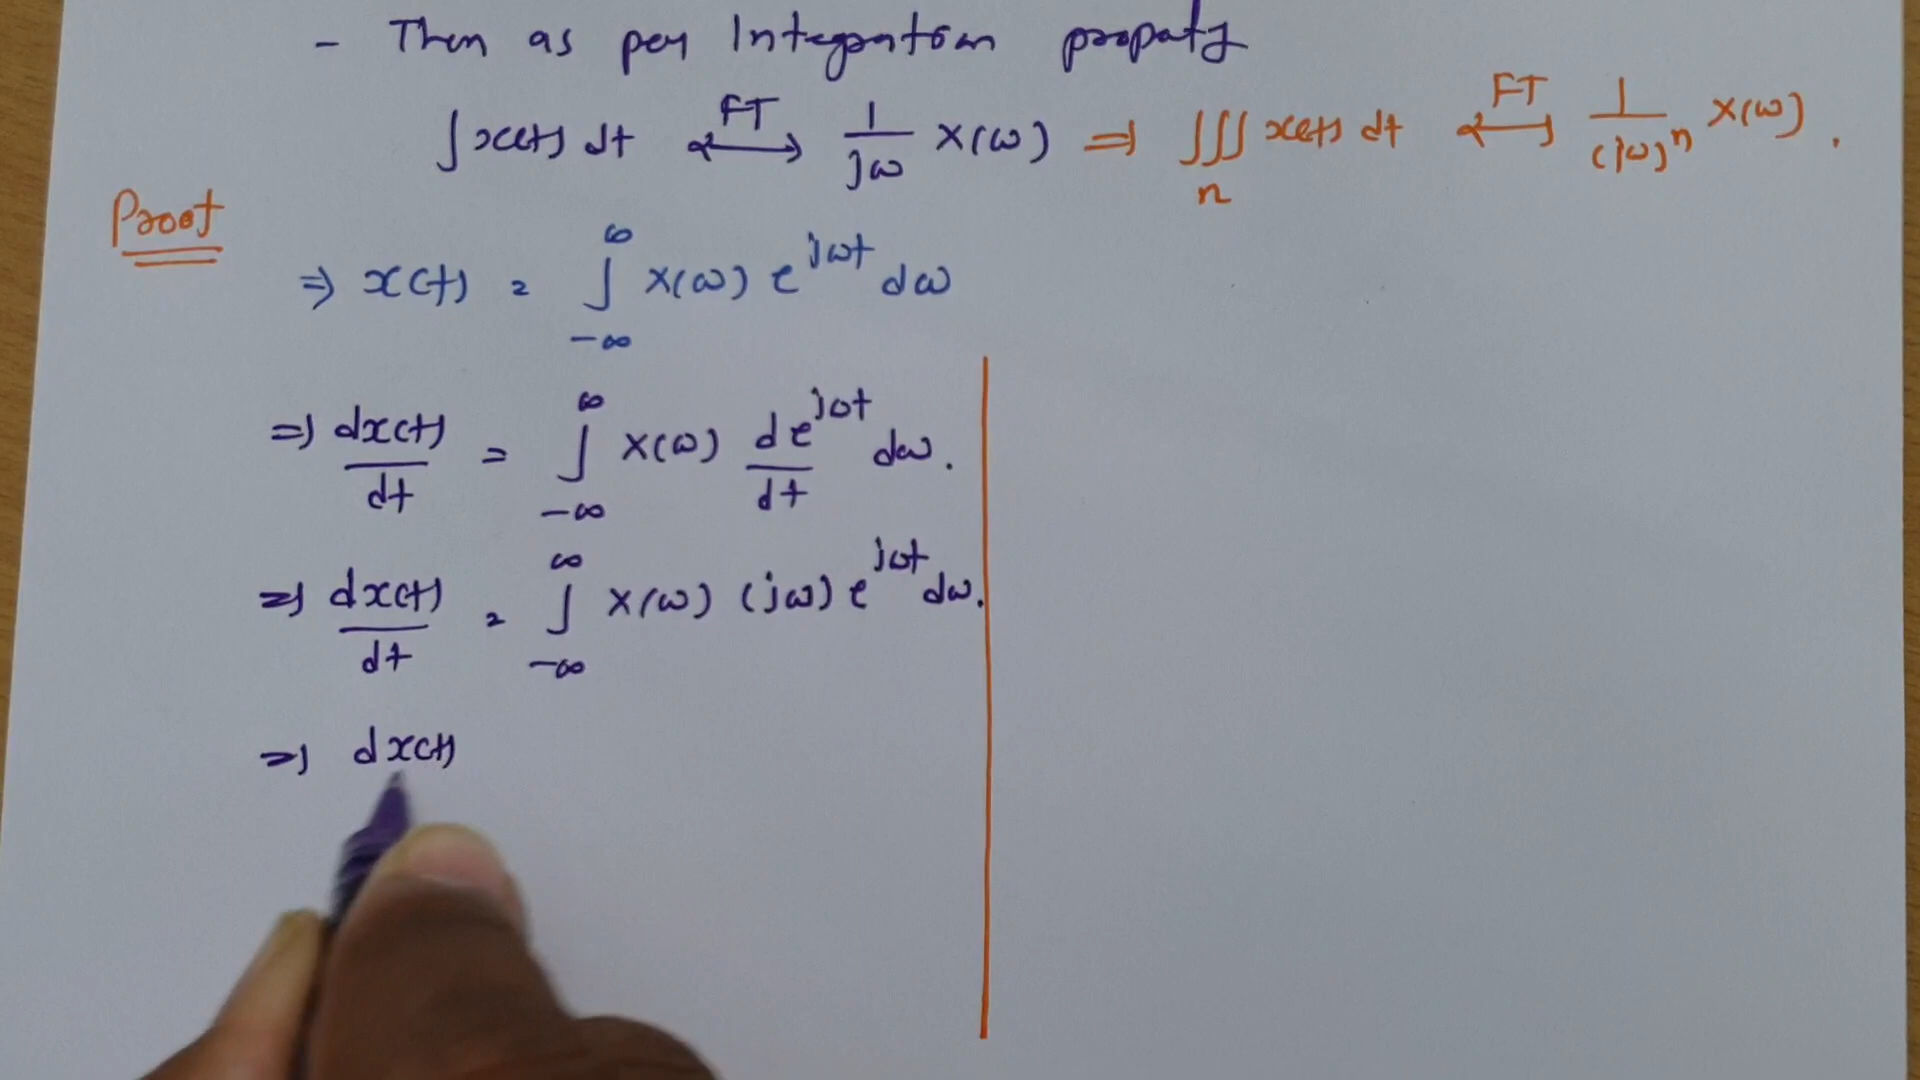 - Then as per Integration property
∫x(t) dt ←FT→ 1/jω X(ω) ⇒ ∭n x(t) dt ←FT→ 1/(jω)^n X(ω).
Proof
⇒ x(t) = ∫_{-∞}^{∞} X(ω) e^{jωt} dω
⇒ dx(t)/dt = ∫_{-∞}^{∞} X(ω) de^{jωt}/dt dω.
⇒ dx(t)/dt = ∫_{-∞}^{∞} X(ω) (jω) e^{jωt} dω.
⇒ dx(t)